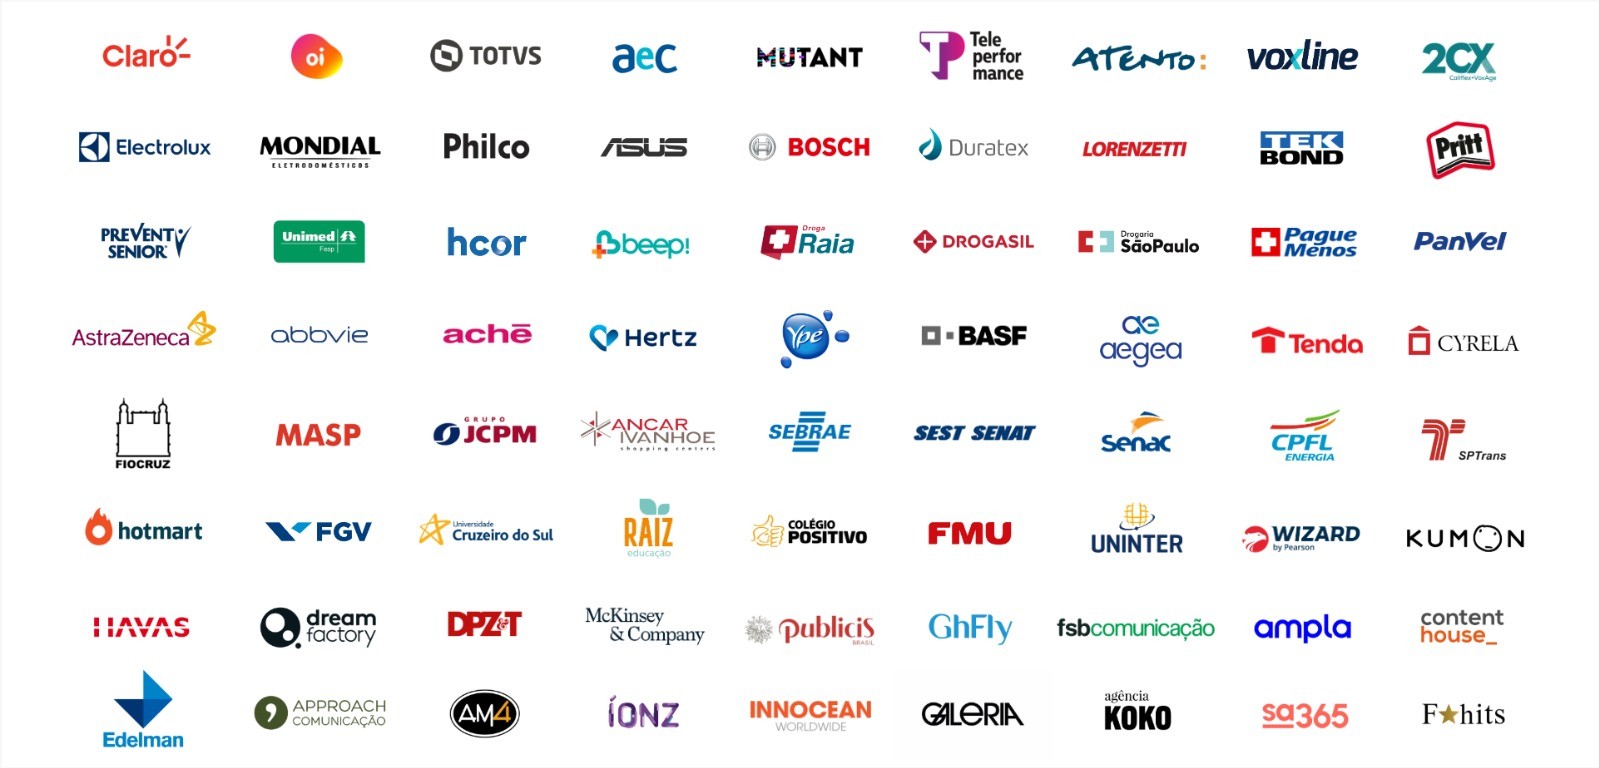 Claro
oi
TOTVS
aeC
MUTANT
Tele
perfor
mance
ATENTO:
voxline
2CX
Callflex+VoxAge
Electrolux
MONDIAL
ELETRODOMÉSTICOS
Philco
ASUS
BOSCH
Duratex
LORENZETTI
TEK
BOND
Pritt
PREVENT
SENIOR
Unimed
Fesp
hcor
beep!
Droga
Raia
DROGASIL
Drogaria
SãoPaulo
Pague
Menos
PanVel
AstraZeneca
abbvie
achē
Hertz
Ypê
BASF
ae
aegea
Tenda
CYRELA
FIOCRUZ
MASP
GRUPO
JCPM
ANCAR
IVANHOE
shopping centers
SEBRAE
SEST SENAT
Senac
CPFL
ENERGIA
SPTrans
hotmart
FGV
Universidade
Cruzeiro do Sul
RAIZ
educação
COLÉGIO
POSITIVO
FMU
UNINTER
WIZARD
by Pearson
KUMON
HAVAS
dream
factory
DPZ&T
McKinsey
& Company
publicis
BRASIL
GhFly
fsbcomunicação
ampla
content
house_
Edelman
APPROACH
COMUNICAÇÃO
AM4
ÍONZ
INNOCEAN
WORLDWIDE
GALERIA
agência
KOKO
sa365
F★hits